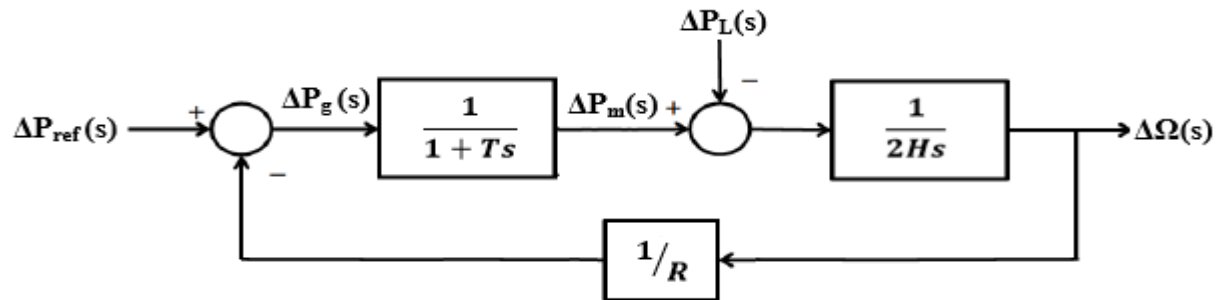 ΔP_L(s)
ΔP_ref(s)
+
−
ΔP_g(s)
1
1 + Ts
ΔP_m(s)
+
−
1
2Hs
ΔΩ(s)
1/R